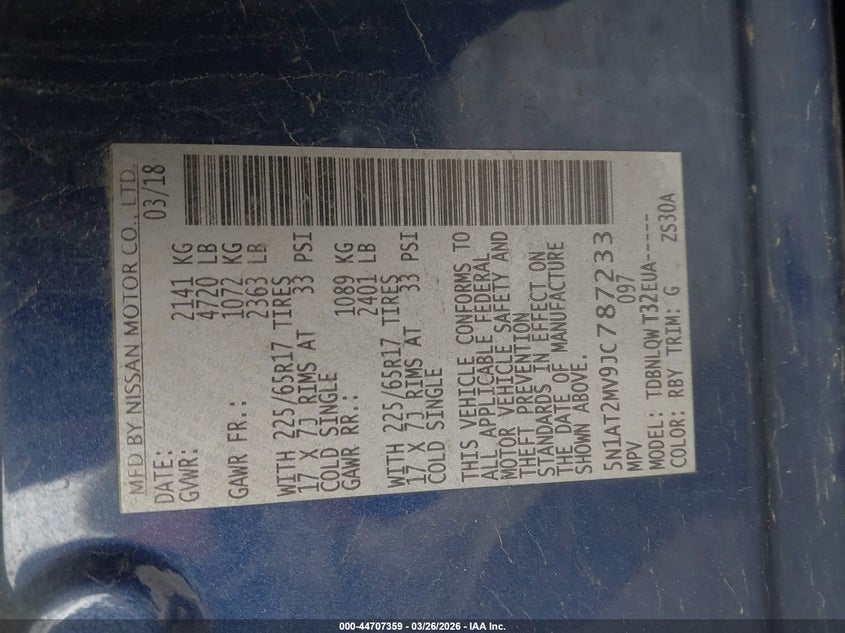 MFD BY NISSAN MOTOR CO., LTD.
DATE: 03/18
GVWR: 2141 KG
4720 LB
GAWR FR.: 1072 KG
2363 LB
WITH 225/65R17 TIRES
17 X 7J RIMS AT 33 PSI
COLD SINGLE
GAWR RR.: 1089 KG
2401 LB
WITH 225/65R17 TIRES
17 X 7J RIMS AT 33 PSI
COLD SINGLE
THIS VEHICLE CONFORMS TO
ALL APPLICABLE FEDERAL
MOTOR VEHICLE SAFETY AND
THEFT PREVENTION
STANDARDS IN EFFECT ON
THE DATE OF MANUFACTURE
SHOWN ABOVE.
5N1AT2MV9JC787233
MPV 097
MODEL: TDBNLQWT32EUA-----
COLOR: RBY TRIM: G ZS30A
000-44707359 - 03/26/2026 - IAA Inc.